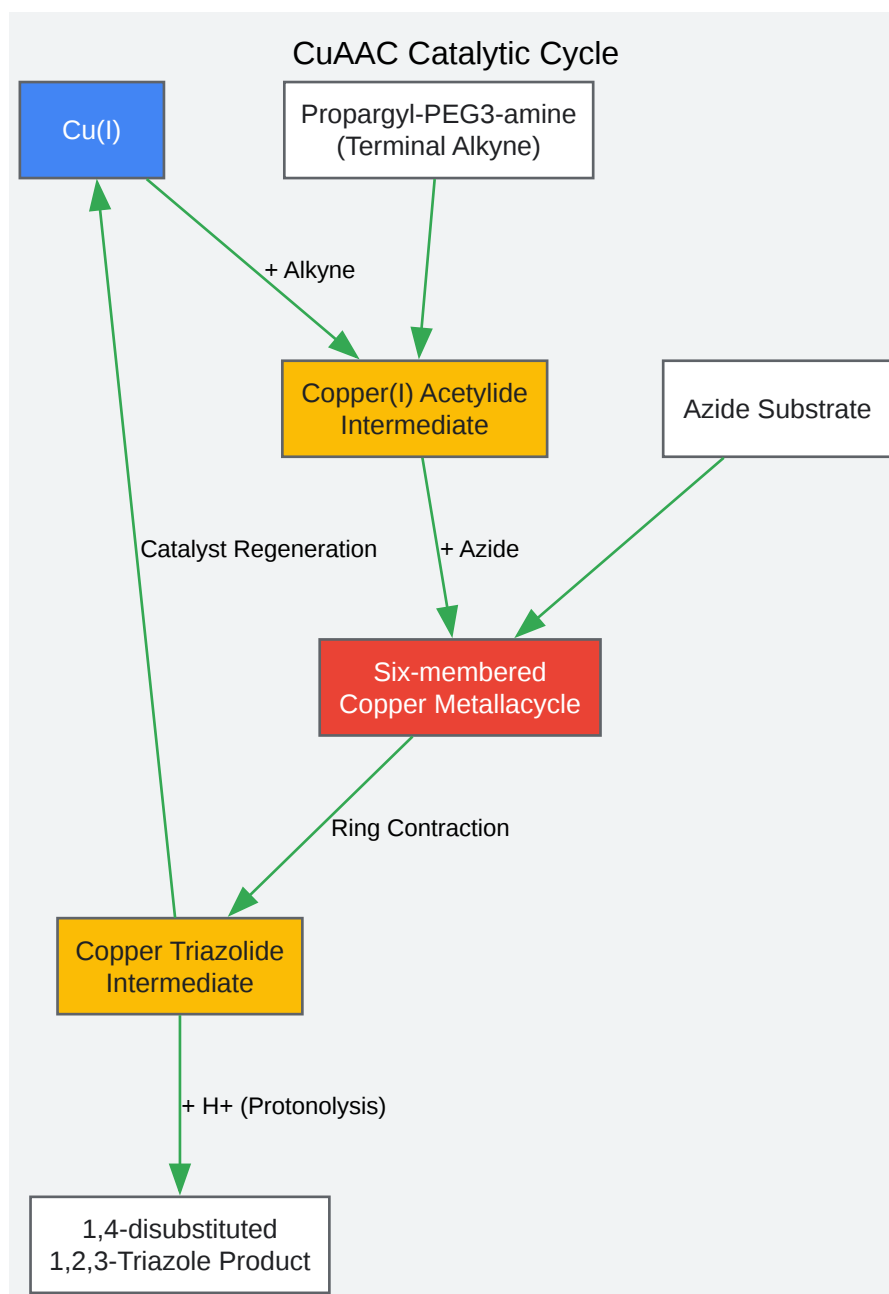 CuAAC Catalytic Cycle
Cu(I)
Propargyl-PEG3-amine
(Terminal Alkyne)
+ Alkyne
Copper(I) Acetylide
Intermediate
Azide Substrate
Catalyst Regeneration
+ Azide
Six-membered
Copper Metallacycle
Ring Contraction
Copper Triazolide
Intermediate
+ H+ (Protonolysis)
1,4-disubstituted
1,2,3-Triazole Product